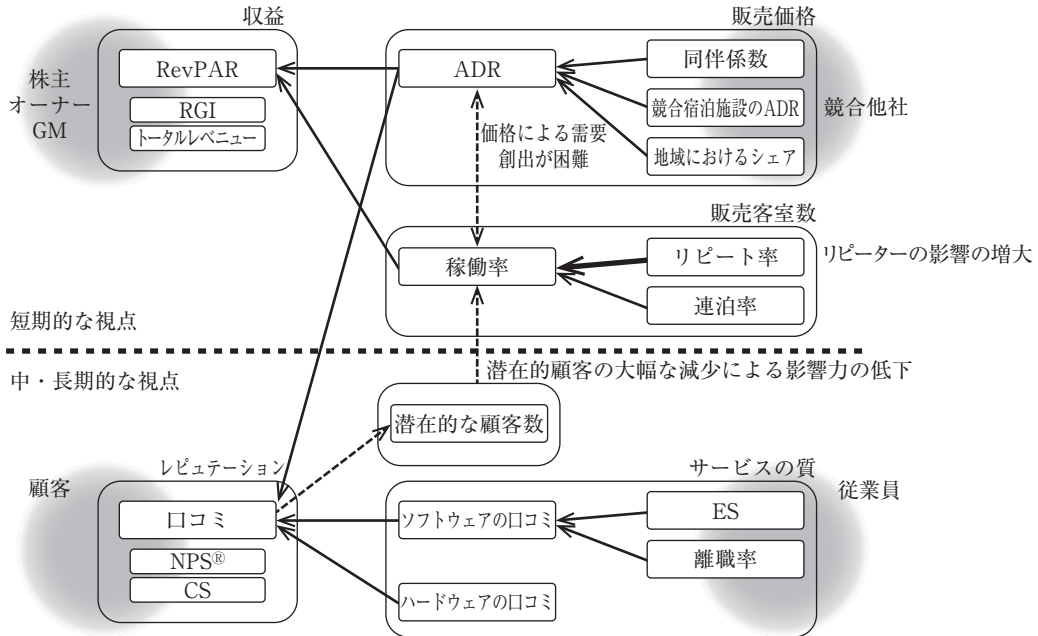 収益
販売価格
株主
オーナー
GM
RevPAR
RGI
トータルレベニュー
ADR
同伴係数
競合宿泊施設のADR
地域におけるシェア
競合他社
価格による需要
創出が困難
販売客室数
稼働率
リピート率
連泊率
リピーターの影響の増大
短期的な視点
中・長期的な視点
潜在的顧客の大幅な減少による影響力の低下
潜在的な顧客数
レピュテーション
サービスの質
顧客
従業員
口コミ
NPS®
CS
ソフトウェアの口コミ
ES
離職率
ハードウェアの口コミ